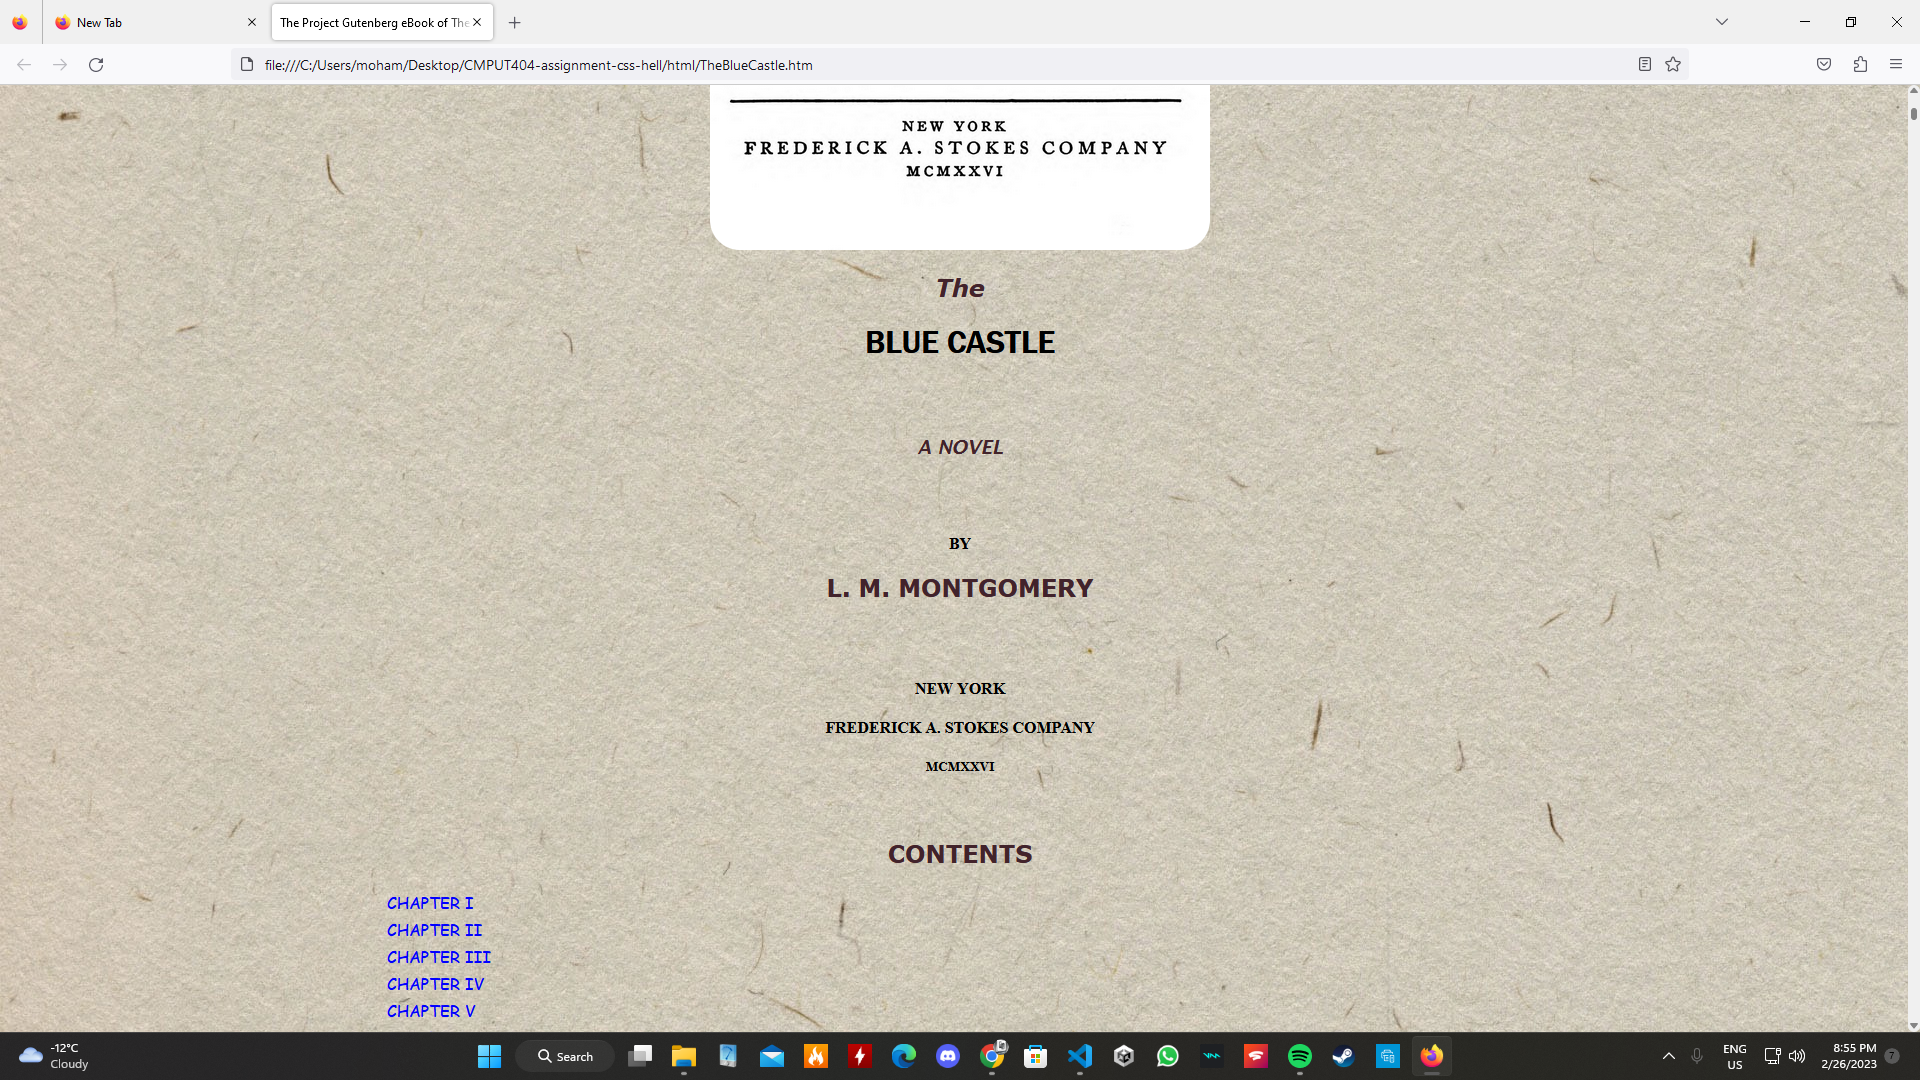 New Tab
The Project Gutenberg eBook of The
file:///C:/Users/moham/Desktop/CMPUT404-assignment-css-hell/html/TheBlueCastle.htm
NEW YORK
FREDERICK A. STOKES COMPANY
MCMXXVI
The
BLUE CASTLE
A NOVEL
BY
L. M. MONTGOMERY
NEW YORK
FREDERICK A. STOKES COMPANY
MCMXXVI
CONTENTS
CHAPTER I
CHAPTER II
CHAPTER III
CHAPTER IV
CHAPTER V
-12°C
Cloudy
Search
ENG
US
8:55 PM
2/26/2023
7